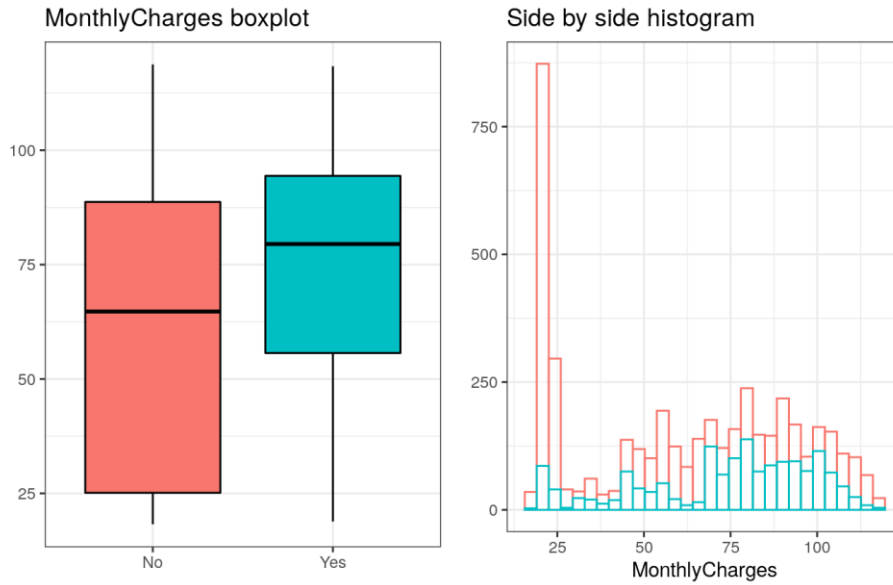 MonthlyCharges boxplot
100
75
50
25
No Yes
Side by side histogram
750
500
250
0
25 50 75 100
MonthlyCharges